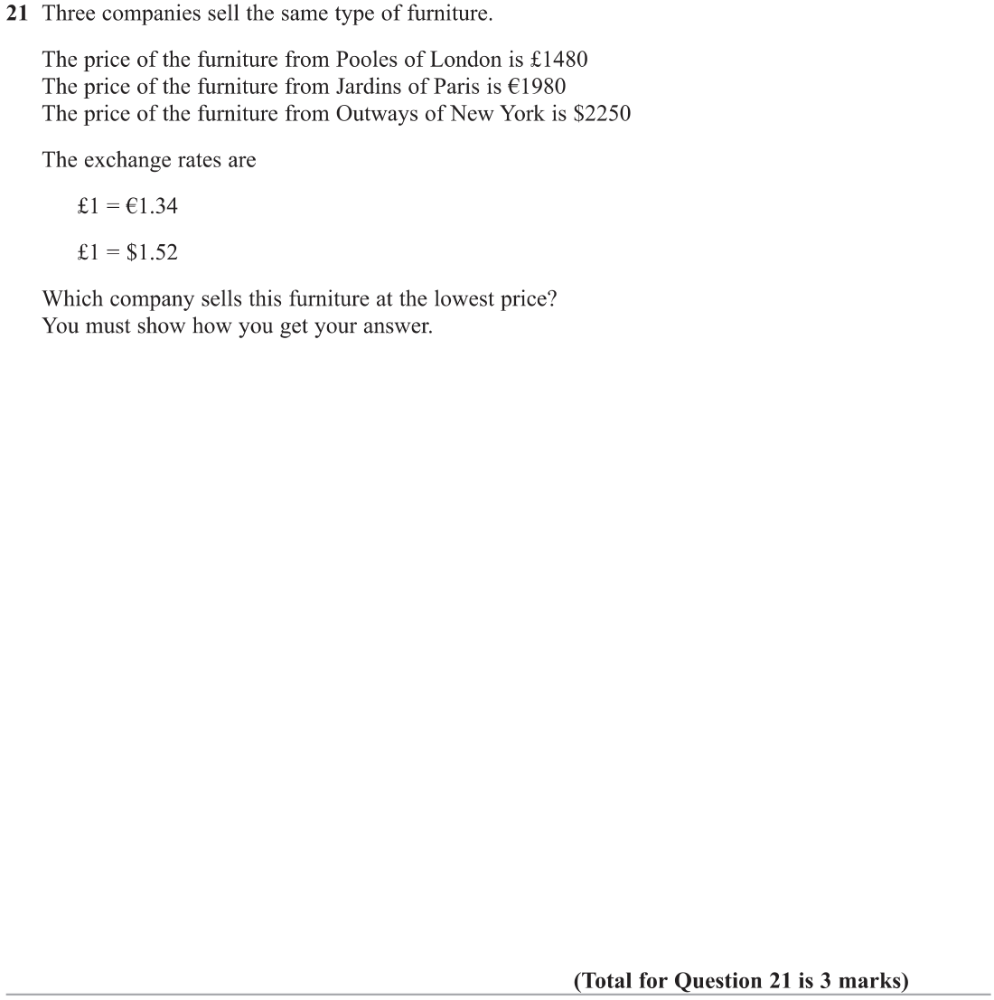 21 Three companies sell the same type of furniture.
The price of the furniture from Pooles of London is £1480
The price of the furniture from Jardins of Paris is €1980
The price of the furniture from Outways of New York is $2250
The exchange rates are
£1 = €1.34
£1 = $1.52
Which company sells this furniture at the lowest price?
You must show how you get your answer.
(Total for Question 21 is 3 marks)